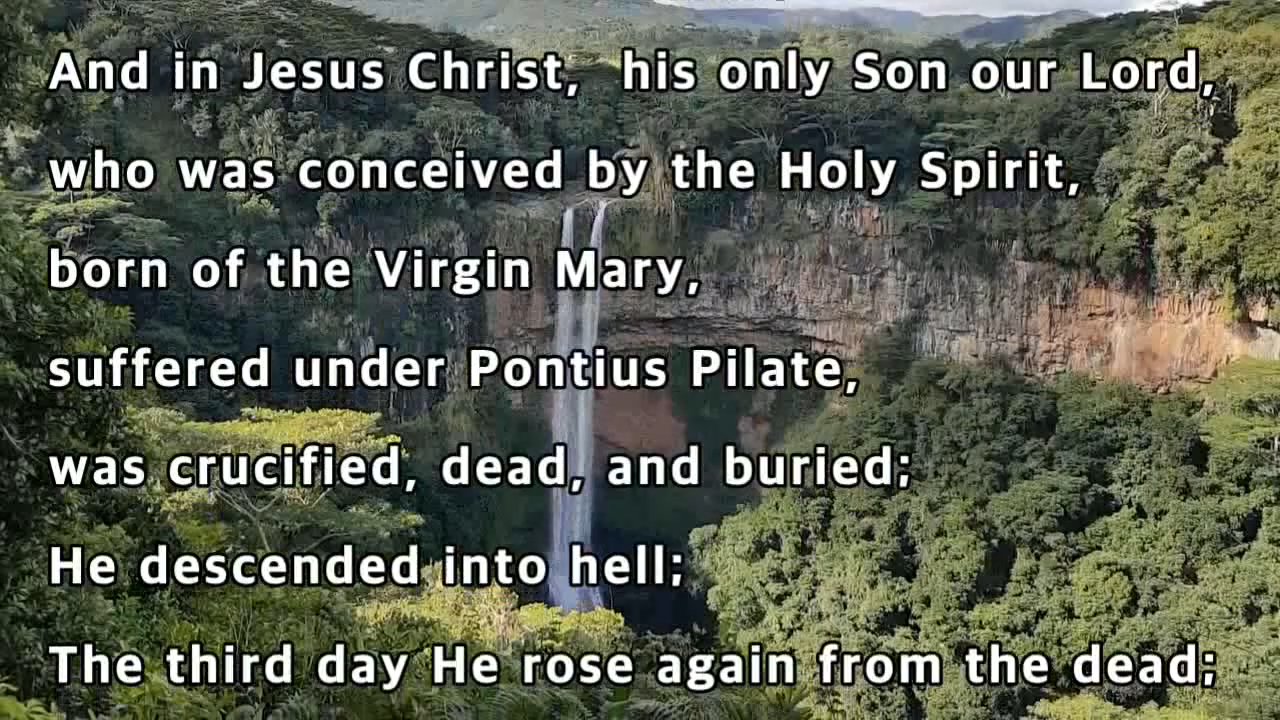 And in Jesus Christ,  his only Son our Lord,
who was conceived by the Holy Spirit,
born of the Virgin Mary,
suffered under Pontius Pilate,
was crucified, dead, and buried;
He descended into hell;
The third day He rose again from the dead;